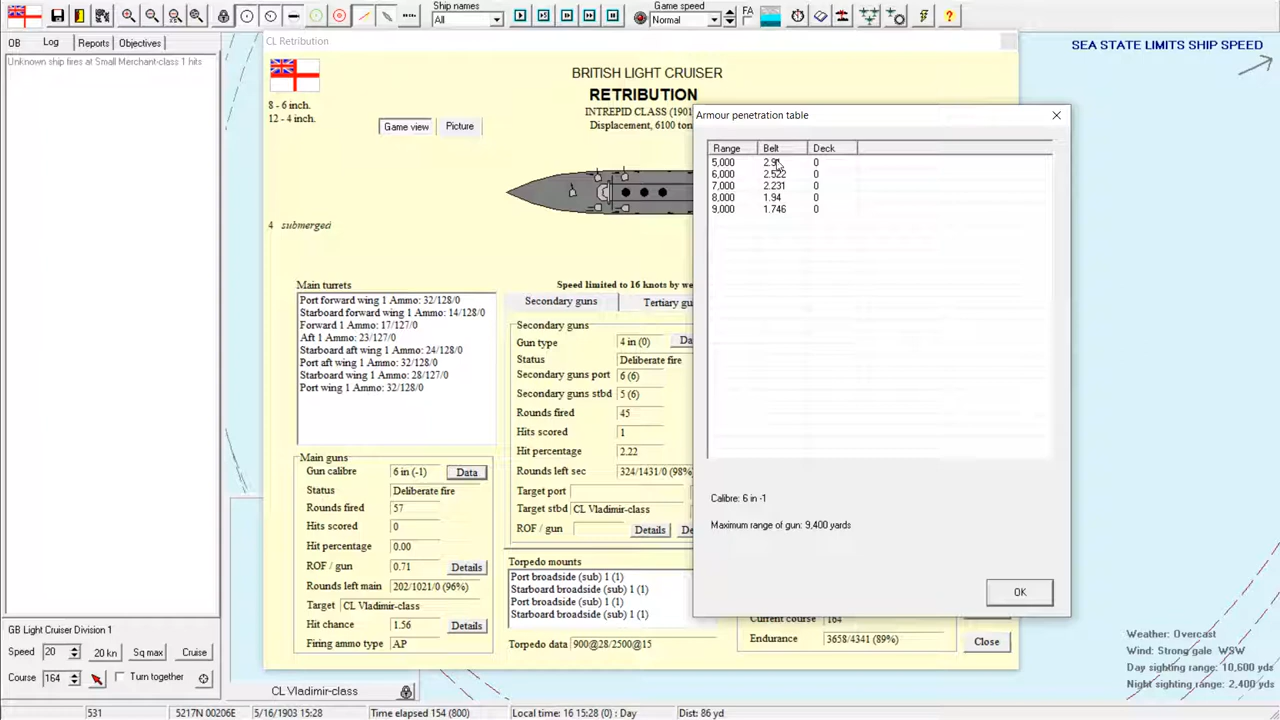 Ship names
All
Game speed
Normal
FA
OB
Log
Reports
Objectives
Unknown ship fires at Small Merchant-class 1 hits
SEA STATE LIMITS SHIP SPEED
CL Retribution
BRITISH LIGHT CRUISER
RETRIBUTION
INTREPID CLASS (1901
Displacement, 6100 ton
8 - 6 inch.
12 - 4 inch.
Game view
Picture
4 submerged
Speed limited to 16 knots by we
Main turrets
Port forward wing 1 Ammo: 32/128/0
Starboard forward wing 1 Ammo: 14/128/0
Forward 1 Ammo: 17/127/0
Aft 1 Ammo: 23/127/0
Starboard aft wing 1 Ammo: 24/128/0
Port aft wing 1 Ammo: 32/128/0
Starboard wing 1 Ammo: 28/127/0
Port wing 1 Ammo: 32/128/0
Main guns
Gun calibre 6 in (-1) Data
Status Deliberate fire
Rounds fired 57
Hits scored 0
Hit percentage 0.00
ROF / gun 0.71 Details
Rounds left main 202/1021/0 (96%)
Target CL Vladimir-class
Hit chance 1.56 Details
Firing ammo type AP
Secondary guns
Tertiary gu
Secondary guns
Gun type 4 in (0) Da
Status Deliberate fire
Secondary guns port 6 (6)
Secondary guns stbd 5 (6)
Rounds fired 45
Hits scored 1
Hit percentage 2.22
Rounds left sec 324/1431/0 (98%)
Target port
Target stbd CL Vladimir-class
ROF / gun Details De
Torpedo mounts
Port broadside (sub) 1 (1)
Starboard broadside (sub) 1 (1)
Port broadside (sub) 1 (1)
Starboard broadside (sub) 1 (1)
Torpedo data 900@28/2500@15
Current course 164
Endurance 3658/4341 (89%)
Close
Armour penetration table
Range Belt Deck
5,000 0
6,000 2.522 0
7,000 2.231 0
8,000 1.94 0
9,000 1.746 0
Calibre: 6 in -1
Maximum range of gun: 9,400 yards
OK
GB Light Cruiser Division 1
Speed 20 20 kn Sq max Cruise
Course 164 Turn together
CL Vladimir-class
Weather: Overcast
Wind: Strong gale WSW
Day sighting range: 10,600 yds
Night sighting range: 2,400 yds
531 5217N 00206E 5/16/1903 15:28 Time elapsed 154 (800) Local time: 16 15:28 (0) : Day Dist: 86 yd